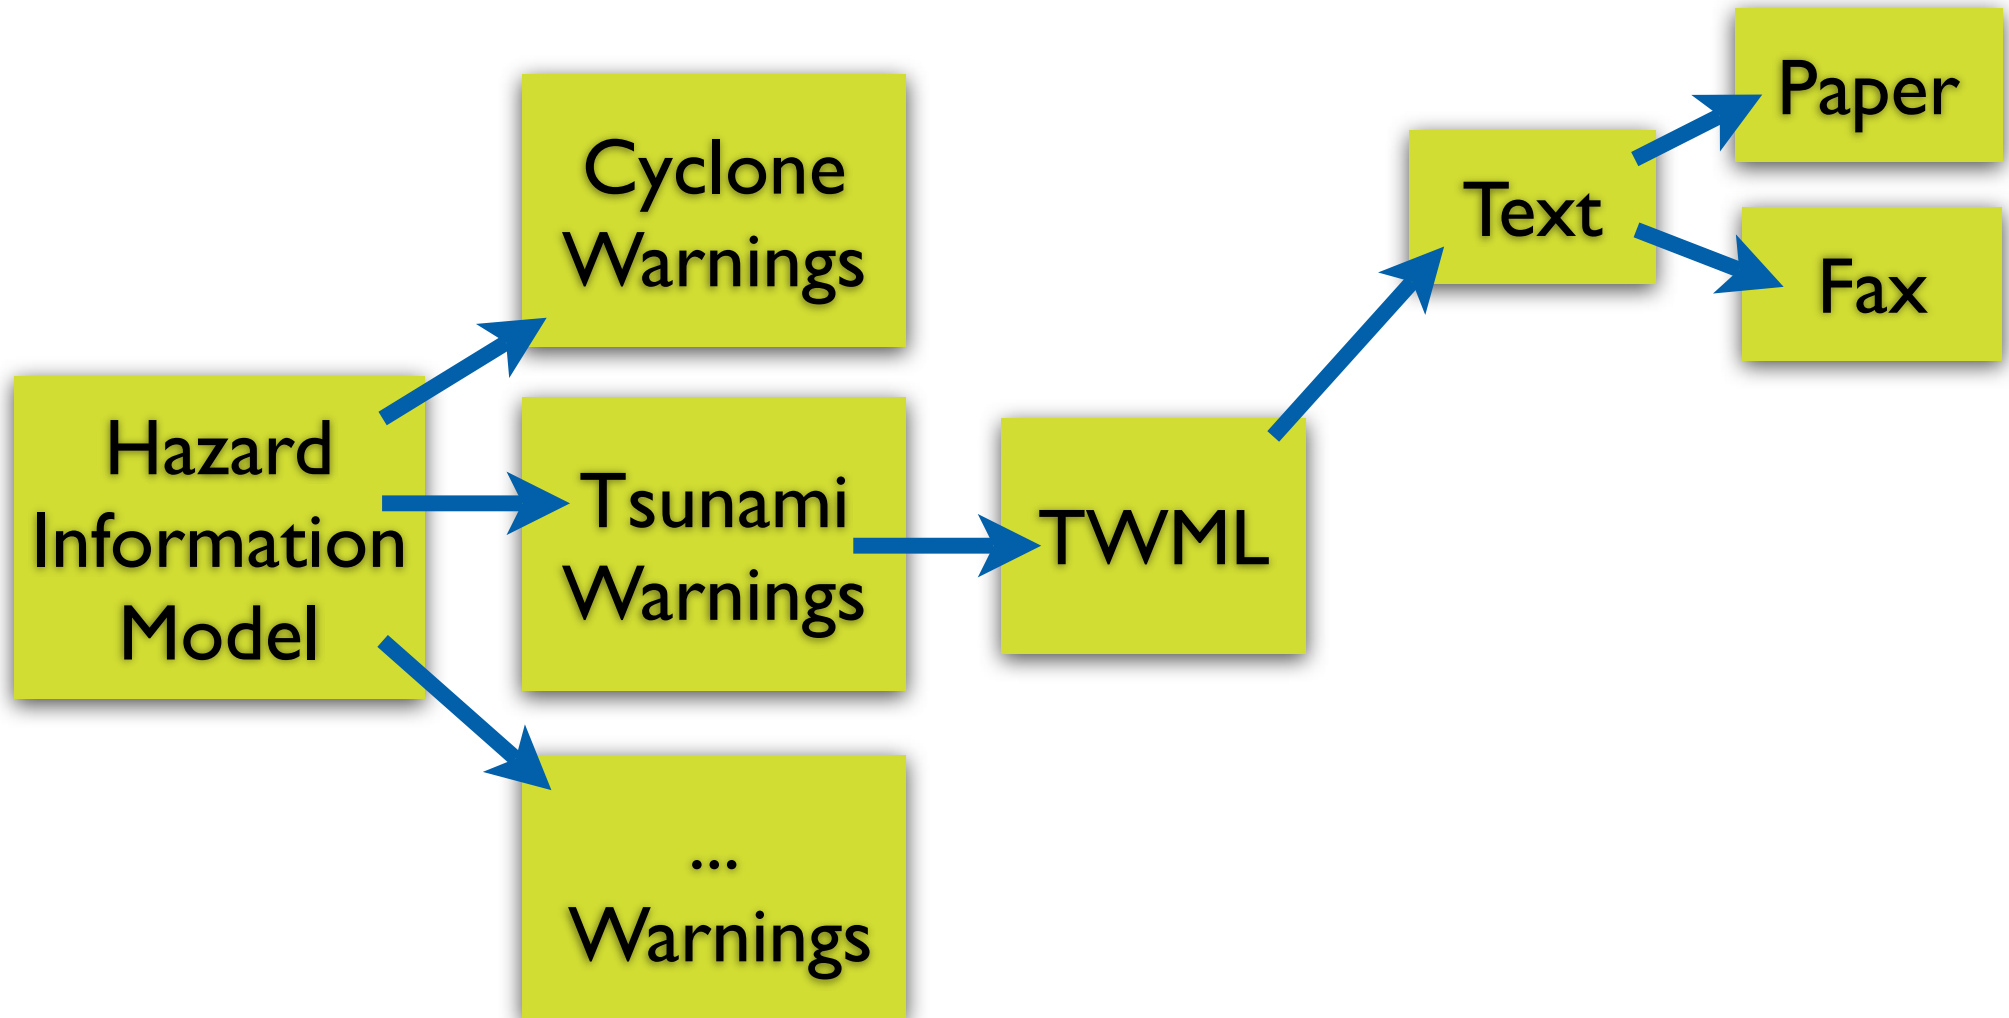 Hazard
Information
Model
Cyclone
Warnings
Tsunami
Warnings
...
Warnings
TWML
Text
Paper
Fax